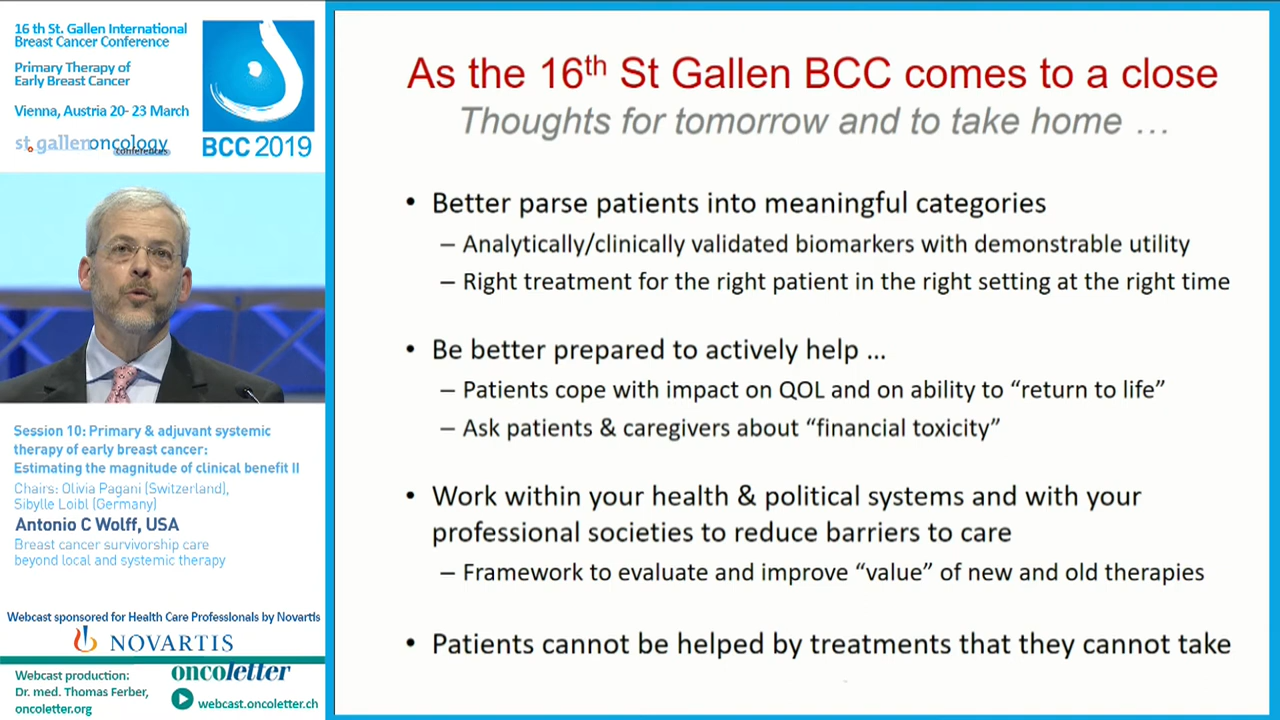 16 th St. Gallen International
Breast Cancer Conference
Primary Therapy of
Early Breast Cancer
Vienna, Austria 20- 23 March
st.gallenoncology
conferences
BCC 2019
Session 10: Primary & adjuvant systemic
therapy of early breast cancer:
Estimating the magnitude of clinical benefit II
Chairs: Olivia Pagani (Switzerland),
Sibylle Loibl (Germany)
Antonio C Wolff, USA
Breast cancer survivorship care
beyond local and systemic therapy
Webcast sponsored for Health Care Professionals by Novartis
NOVARTIS
oncoletter
Webcast production:
Dr. med. Thomas Ferber,
oncoletter.org
webcast.oncoletter.ch
As the 16th St Gallen BCC comes to a close
Thoughts for tomorrow and to take home …
• Better parse patients into meaningful categories
– Analytically/clinically validated biomarkers with demonstrable utility
– Right treatment for the right patient in the right setting at the right time
• Be better prepared to actively help …
– Patients cope with impact on QOL and on ability to “return to life”
– Ask patients & caregivers about “financial toxicity”
• Work within your health & political systems and with your
professional societies to reduce barriers to care
– Framework to evaluate and improve “value” of new and old therapies
• Patients cannot be helped by treatments that they cannot take